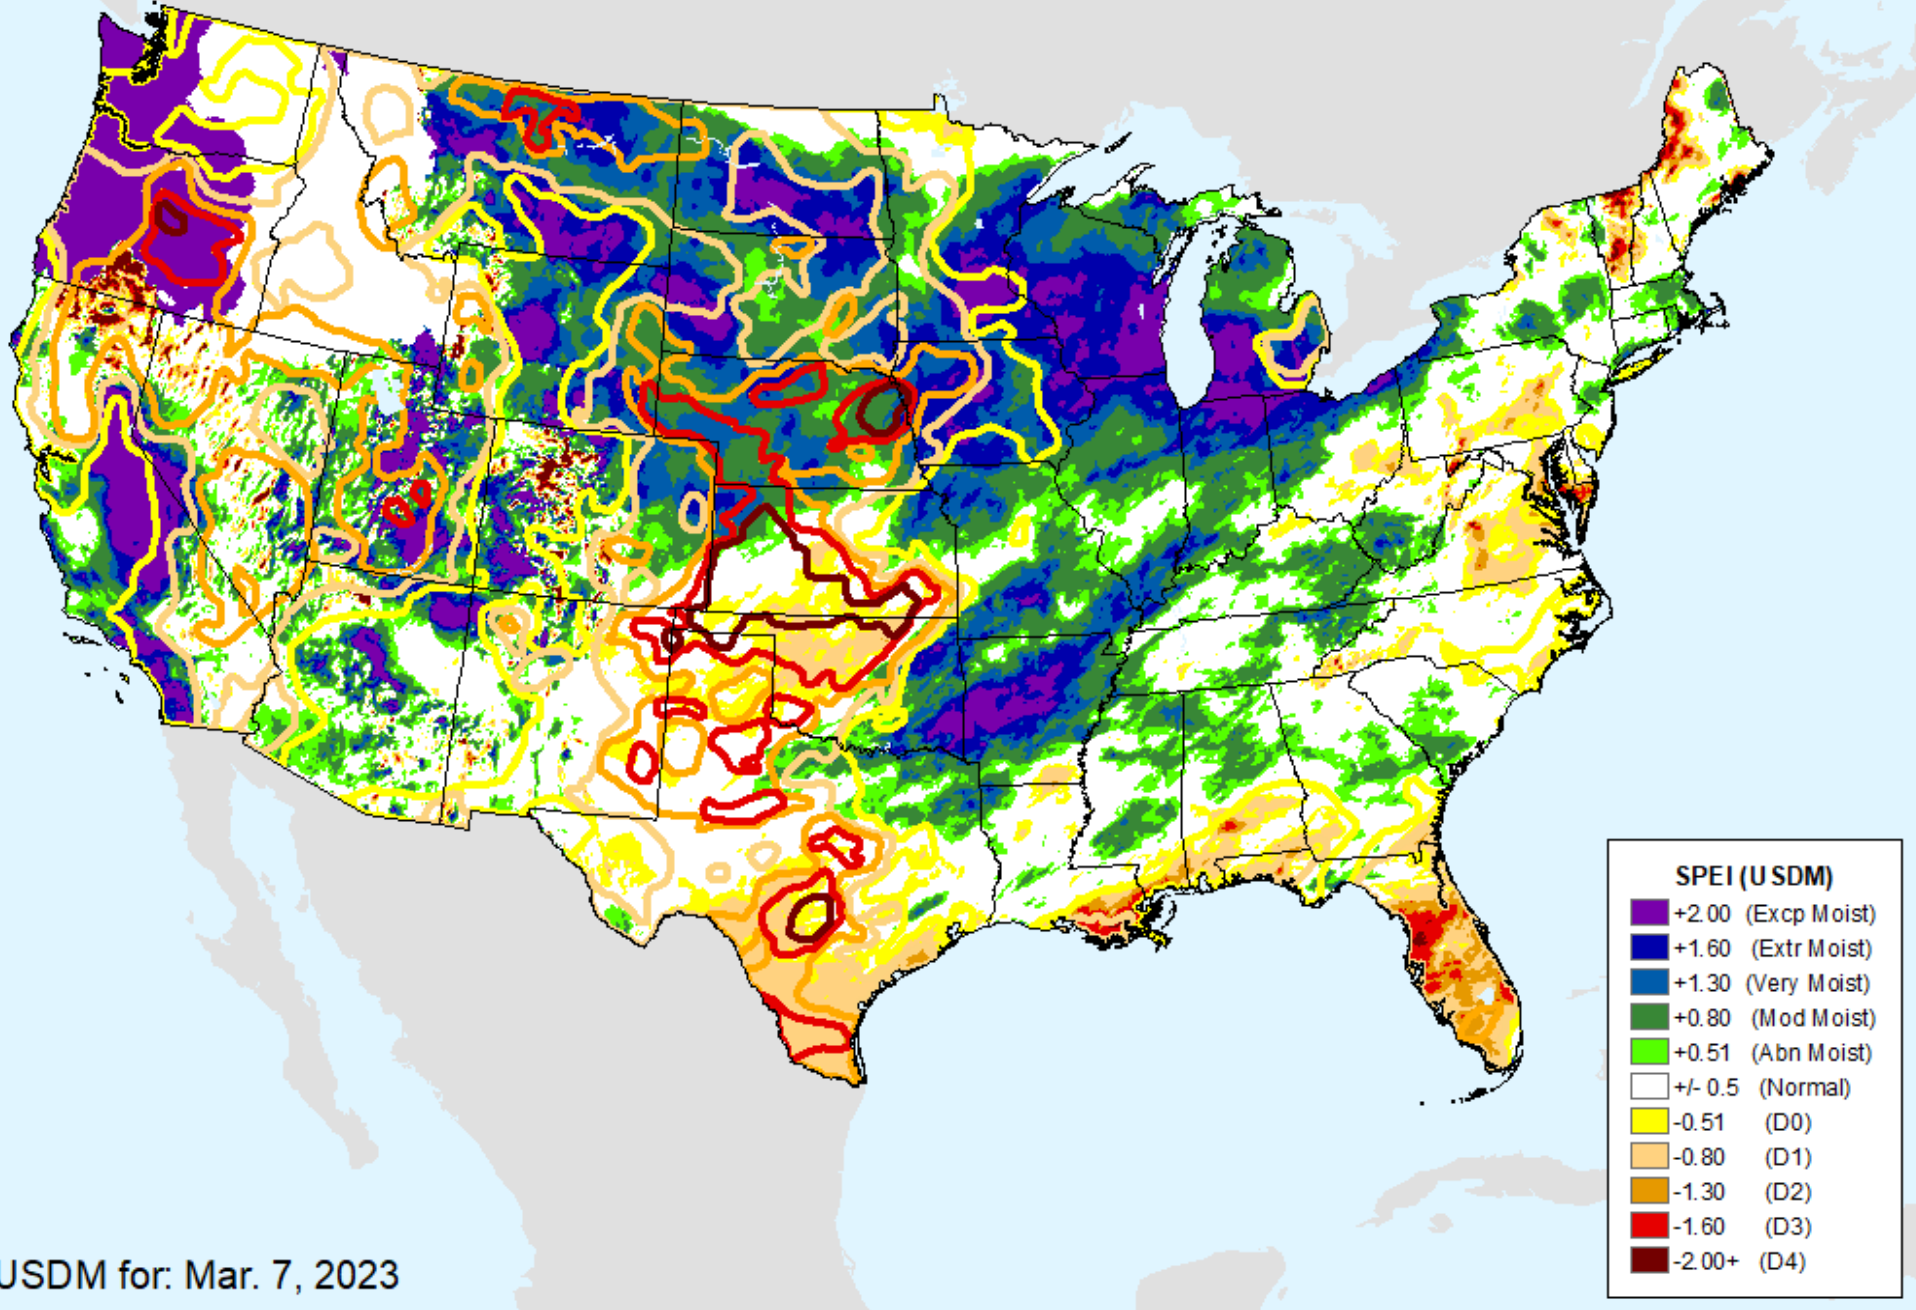 SPEI (USDM)
+2.00 (Excp Moist)
+1.60 (Extr Moist)
+1.30 (Very Moist)
+0.80 (Mod Moist)
+0.51 (Abn Moist)
+/- 0.5 (Normal)
-0.51 (D0)
-0.80 (D1)
-1.30 (D2)
-1.60 (D3)
-2.00+ (D4)
USDM for: Mar. 7, 2023